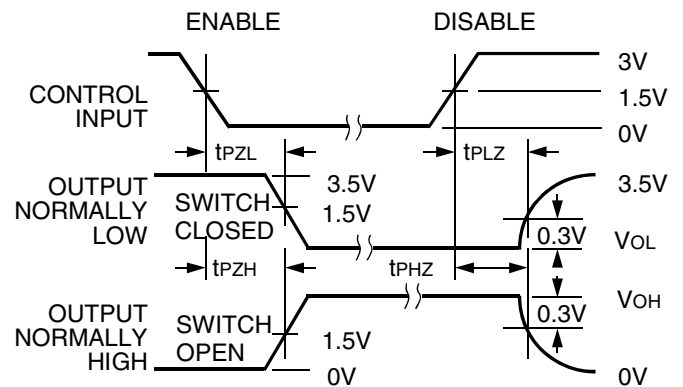 ENABLE DISABLE
3V
CONTROL
INPUT
1.5V
0V
tPZL tPLZ
OUTPUT
NORMALLY
LOW
SWITCH
CLOSED
3.5V
1.5V
3.5V
0.3V
VOL
tPZH tPHZ
OUTPUT
NORMALLY
HIGH
SWITCH
OPEN
1.5V
0V
0.3V
VOH
0V